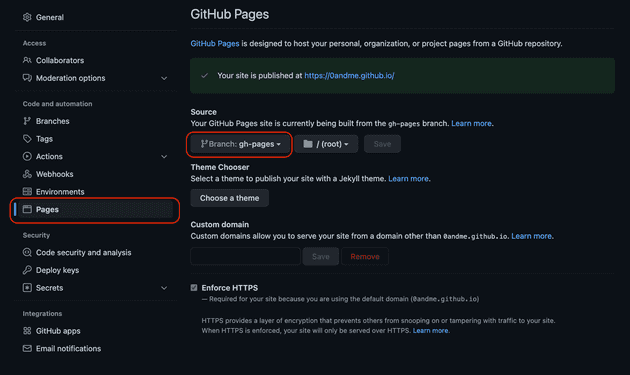 General
Access
Collaborators
Moderation options
Code and automation
Branches
Tags
Actions
Webhooks
Environments
Pages
Security
Code security and analysis
Deploy keys
Secrets
Integrations
GitHub apps
Email notifications
GitHub Pages
GitHub Pages is designed to host your personal, organization, or project pages from a GitHub repository.
Your site is published at https://0andme.github.io/
Source
Your GitHub Pages site is currently being built from the gh-pages branch. Learn more.
Branch: gh-pages
/ (root)
Save
Theme Chooser
Select a theme to publish your site with a Jekyll theme. Learn more.
Choose a theme
Custom domain
Custom domains allow you to serve your site from a domain other than 0andme.github.io. Learn more.
Save
Remove
Enforce HTTPS
— Required for your site because you are using the default domain (0andme.github.io)
HTTPS provides a layer of encryption that prevents others from snooping on or tampering with traffic to your site.
When HTTPS is enforced, your site will only be served over HTTPS. Learn more.